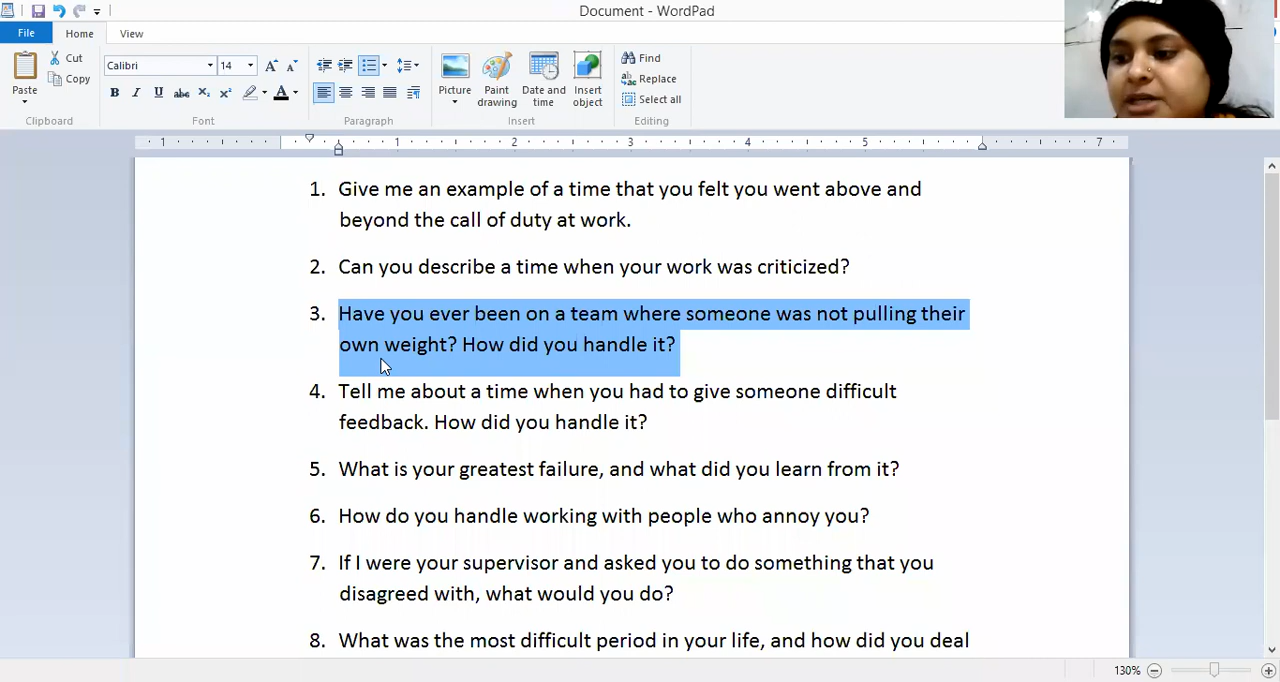 Document - WordPad
File
Home
View
Paste
Cut
Copy
Clipboard
Calibri
14
Font
Paragraph
Picture
Paint drawing
Date and time
Insert object
Insert
Find
Replace
Select all
Editing
1 1 2 3 4 5 7
1. Give me an example of a time that you felt you went above and
beyond the call of duty at work.
2. Can you describe a time when your work was criticized?
3. Have you ever been on a team where someone was not pulling their
own weight? How did you handle it?
4. Tell me about a time when you had to give someone difficult
feedback. How did you handle it?
5. What is your greatest failure, and what did you learn from it?
6. How do you handle working with people who annoy you?
7. If I were your supervisor and asked you to do something that you
disagreed with, what would you do?
8. What was the most difficult period in your life, and how did you deal
130%